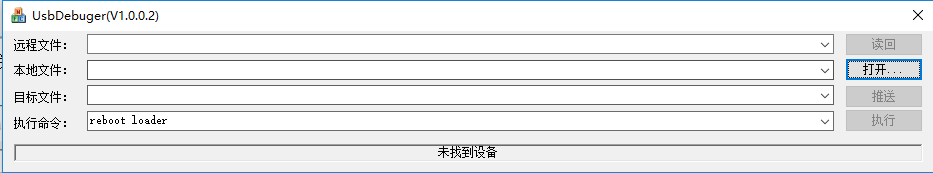 UsbDebuger(V1.0.0.2)
远程文件： 读回
本地文件： 打开...
目标文件： 推送
执行命令： reboot loader 执行
未找到设备